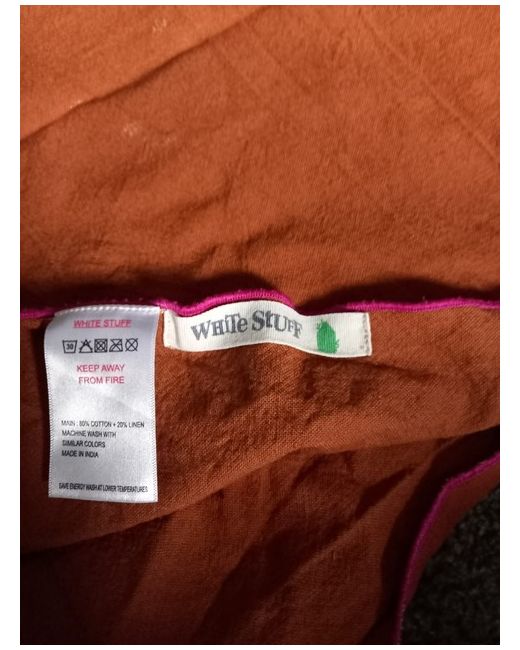 WHITE STUFF
30
KEEP AWAY
FROM FIRE
MAIN : 80% COTTON + 20% LINEN
MACHINE WASH WITH
SIMILAR COLORS
MADE IN INDIA
SAVE ENERGY WASH AT LOWER TEMPERATURES
WHiTe StUFF